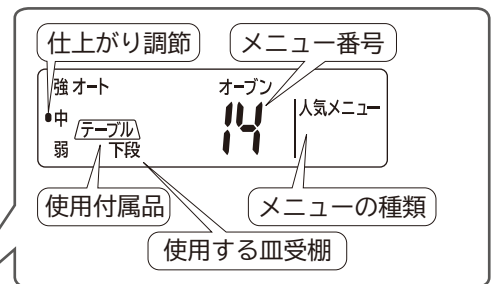 仕上がり調節
メニュー番号
強 オート
オーブン
中
テーブル
14
人気メニュー
弱
下段
使用付属品
メニューの種類
使用する皿受棚